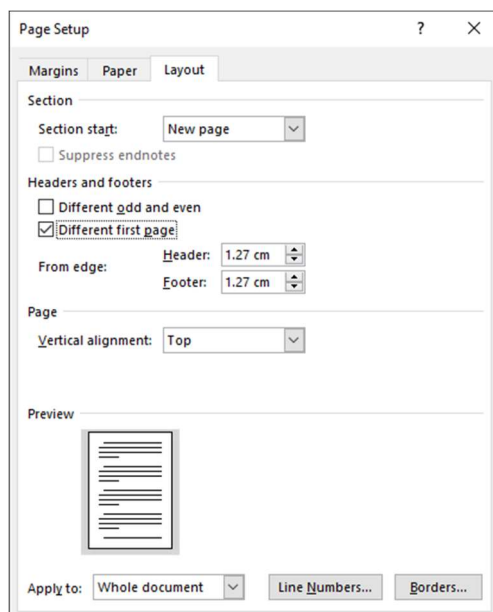 Page Setup ? ×
Margins Paper Layout
Section
Section start: New page
Suppress endnotes
Headers and footers
Different odd and even
Different first page
From edge:
Header: 1.27 cm
Footer: 1.27 cm
Page
Vertical alignment: Top
Preview
Apply to: Whole document Line Numbers... Borders...